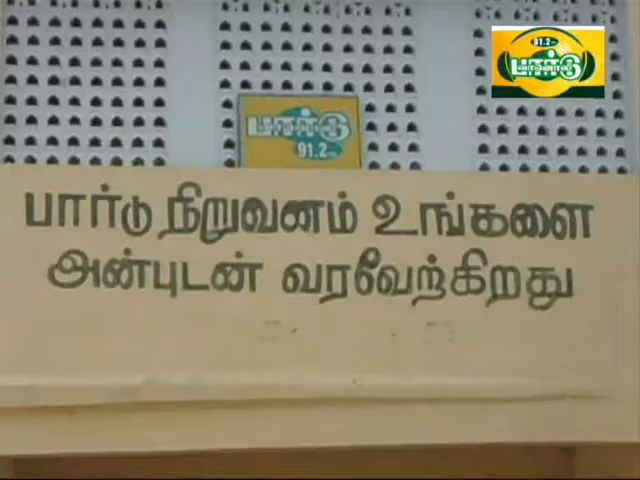 91.2
பார்டு
வானொலி
பார்டு
91.2
பார்டு நிறுவனம் உங்களை
அன்புடன் வரவேற்கிறது